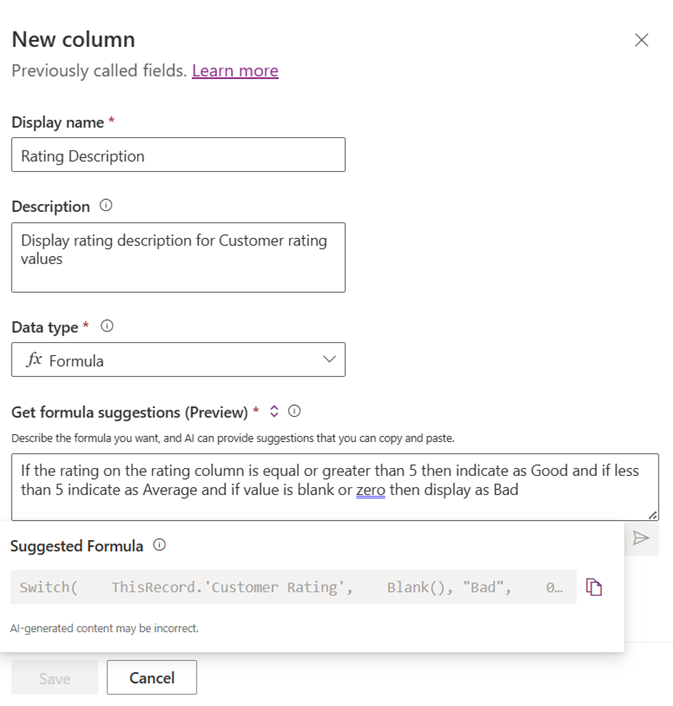 New column
Previously called fields. Learn more
Display name *
Rating Description
Description
Display rating description for Customer rating
values
Data type *
fx Formula
Get formula suggestions (Preview) *
Describe the formula you want, and AI can provide suggestions that you can copy and paste.
If the rating on the rating column is equal or greater than 5 then indicate as Good and if less
than 5 indicate as Average and if value is blank or zero then display as Bad
Suggested Formula
Switch(    ThisRecord.'Customer Rating',    Blank(), "Bad",    0…
AI-generated content may be incorrect.
Save Cancel